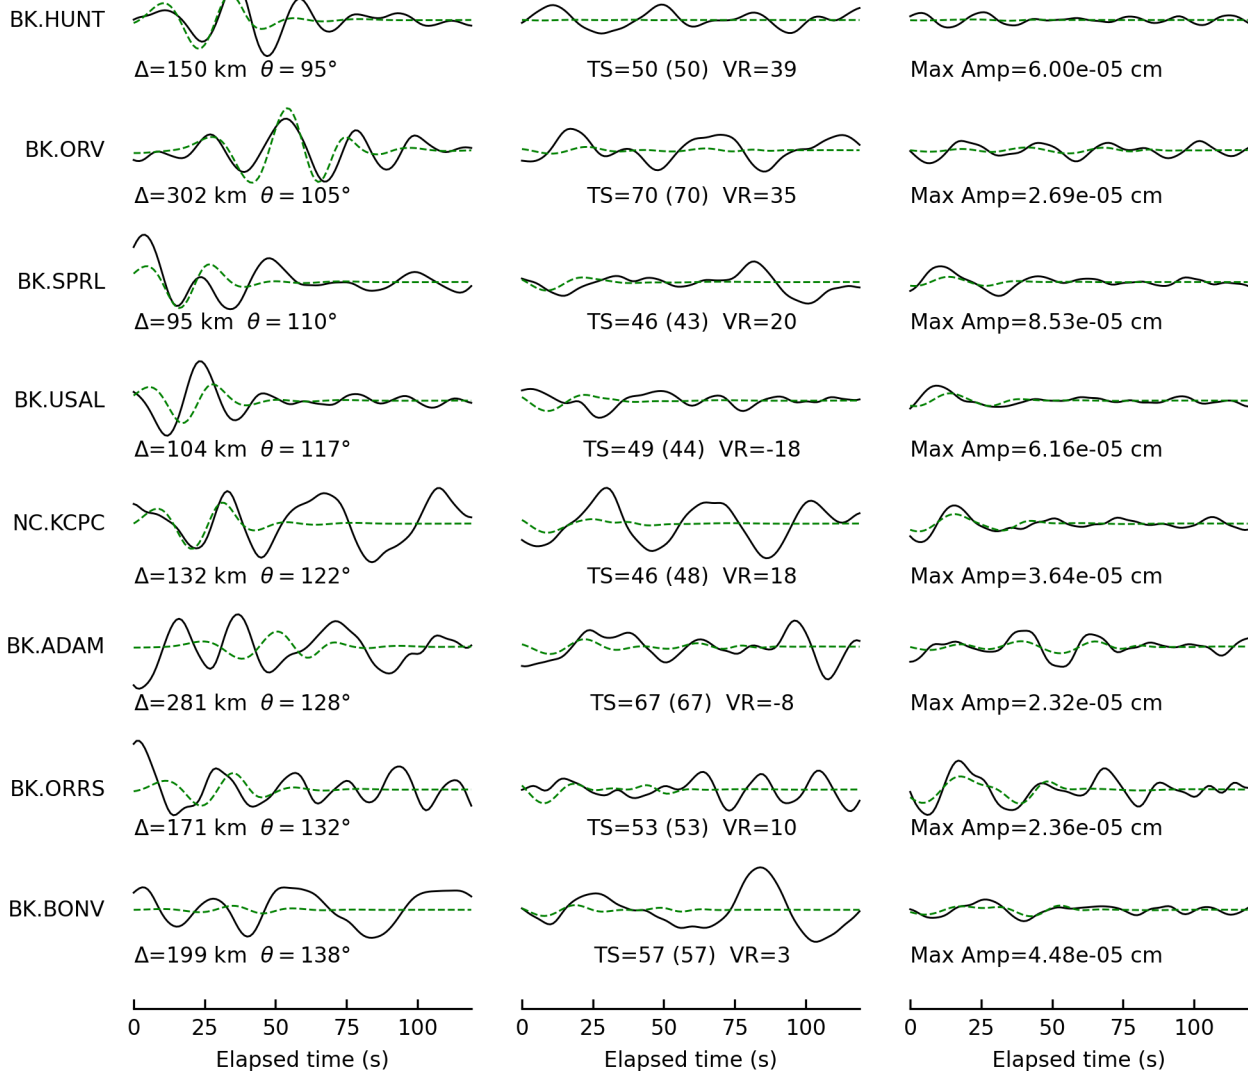 BK.HUNT
Δ=150 km θ = 95° TS=50 (50) VR=39 Max Amp=6.00e-05 cm
BK.ORV
Δ=302 km θ = 105° TS=70 (70) VR=35 Max Amp=2.69e-05 cm
BK.SPRL
Δ=95 km θ = 110° TS=46 (43) VR=20 Max Amp=8.53e-05 cm
BK.USAL
Δ=104 km θ = 117° TS=49 (44) VR=-18 Max Amp=6.16e-05 cm
NC.KCPC
Δ=132 km θ = 122° TS=46 (48) VR=18 Max Amp=3.64e-05 cm
BK.ADAM
Δ=281 km θ = 128° TS=67 (67) VR=-8 Max Amp=2.32e-05 cm
BK.ORRS
Δ=171 km θ = 132° TS=53 (53) VR=10 Max Amp=2.36e-05 cm
BK.BONV
Δ=199 km θ = 138° TS=57 (57) VR=3 Max Amp=4.48e-05 cm
0 25 50 75 100 0 25 50 75 100 0 25 50 75 100
Elapsed time (s) Elapsed time (s) Elapsed time (s)